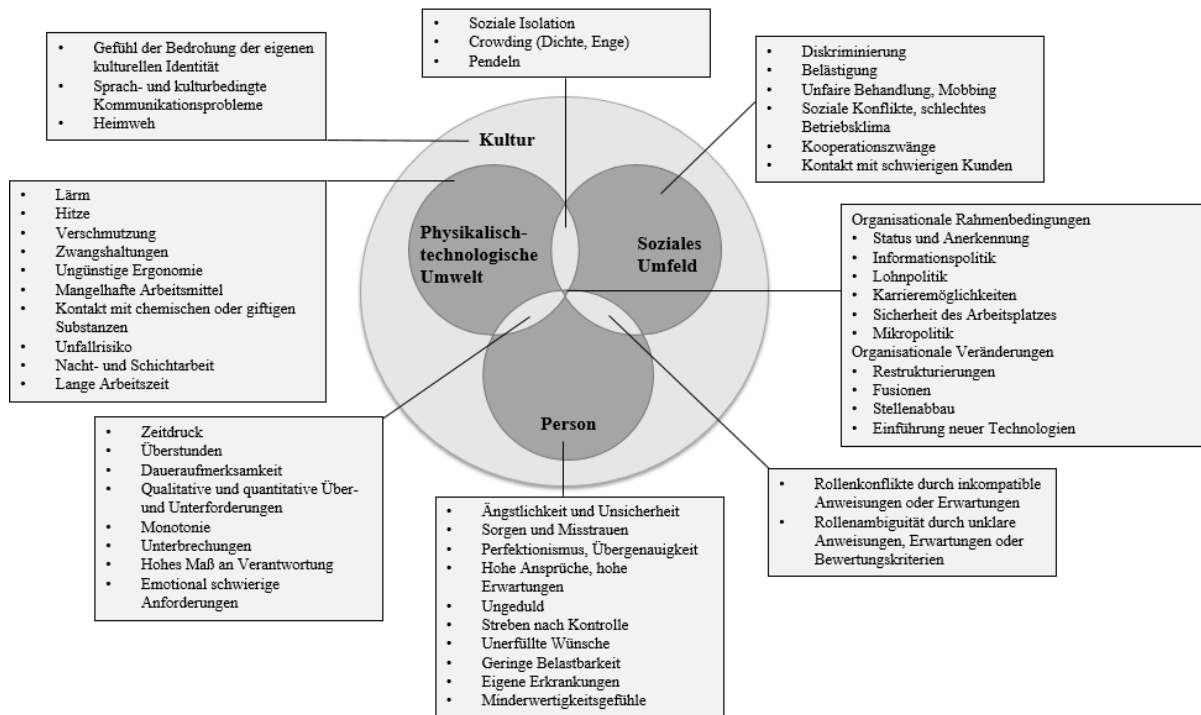 • Soziale Isolation
• Crowding (Dichte, Enge)
• Pendeln
• Gefühl der Bedrohung der eigenen
kulturellen Identität
• Sprach- und kulturbedingte
Kommunikationsprobleme
• Heimweh
• Diskriminierung
• Belästigung
• Unfaire Behandlung, Mobbing
• Soziale Konflikte, schlechtes
Betriebsklima
• Kooperationszwänge
• Kontakt mit schwierigen Kunden
Kultur
• Lärm
• Hitze
• Verschmutzung
• Zwangshaltungen
• Ungünstige Ergonomie
• Mangelhafte Arbeitsmittel
• Kontakt mit chemischen oder giftigen
Substanzen
• Unfallrisiko
• Nacht- und Schichtarbeit
• Lange Arbeitszeit
Physikalisch-
technologische
Umwelt
Soziales
Umfeld
Organisationale Rahmenbedingungen
• Status und Anerkennung
• Informationspolitik
• Lohnpolitik
• Karrieremöglichkeiten
• Sicherheit des Arbeitsplatzes
• Mikropolitik
Organisationale Veränderungen
• Restrukturierungen
• Fusionen
• Stellenabbau
• Einführung neuer Technologien
Person
• Zeitdruck
• Überstunden
• Daueraufmerksamkeit
• Qualitative und quantitative Über-
und Unterforderungen
• Monotonie
• Unterbrechungen
• Hohes Maß an Verantwortung
• Emotional schwierige
Anforderungen
• Ängstlichkeit und Unsicherheit
• Sorgen und Misstrauen
• Perfektionismus, Übergenauigkeit
• Hohe Ansprüche, hohe
Erwartungen
• Ungeduld
• Streben nach Kontrolle
• Unerfüllte Wünsche
• Geringe Belastbarkeit
• Eigene Erkrankungen
• Minderwertigkeitsgefühle
• Rollenkonflikte durch inkompatible
Anweisungen oder Erwartungen
• Rollenambiguität durch unklare
Anweisungen, Erwartungen oder
Bewertungskriterien